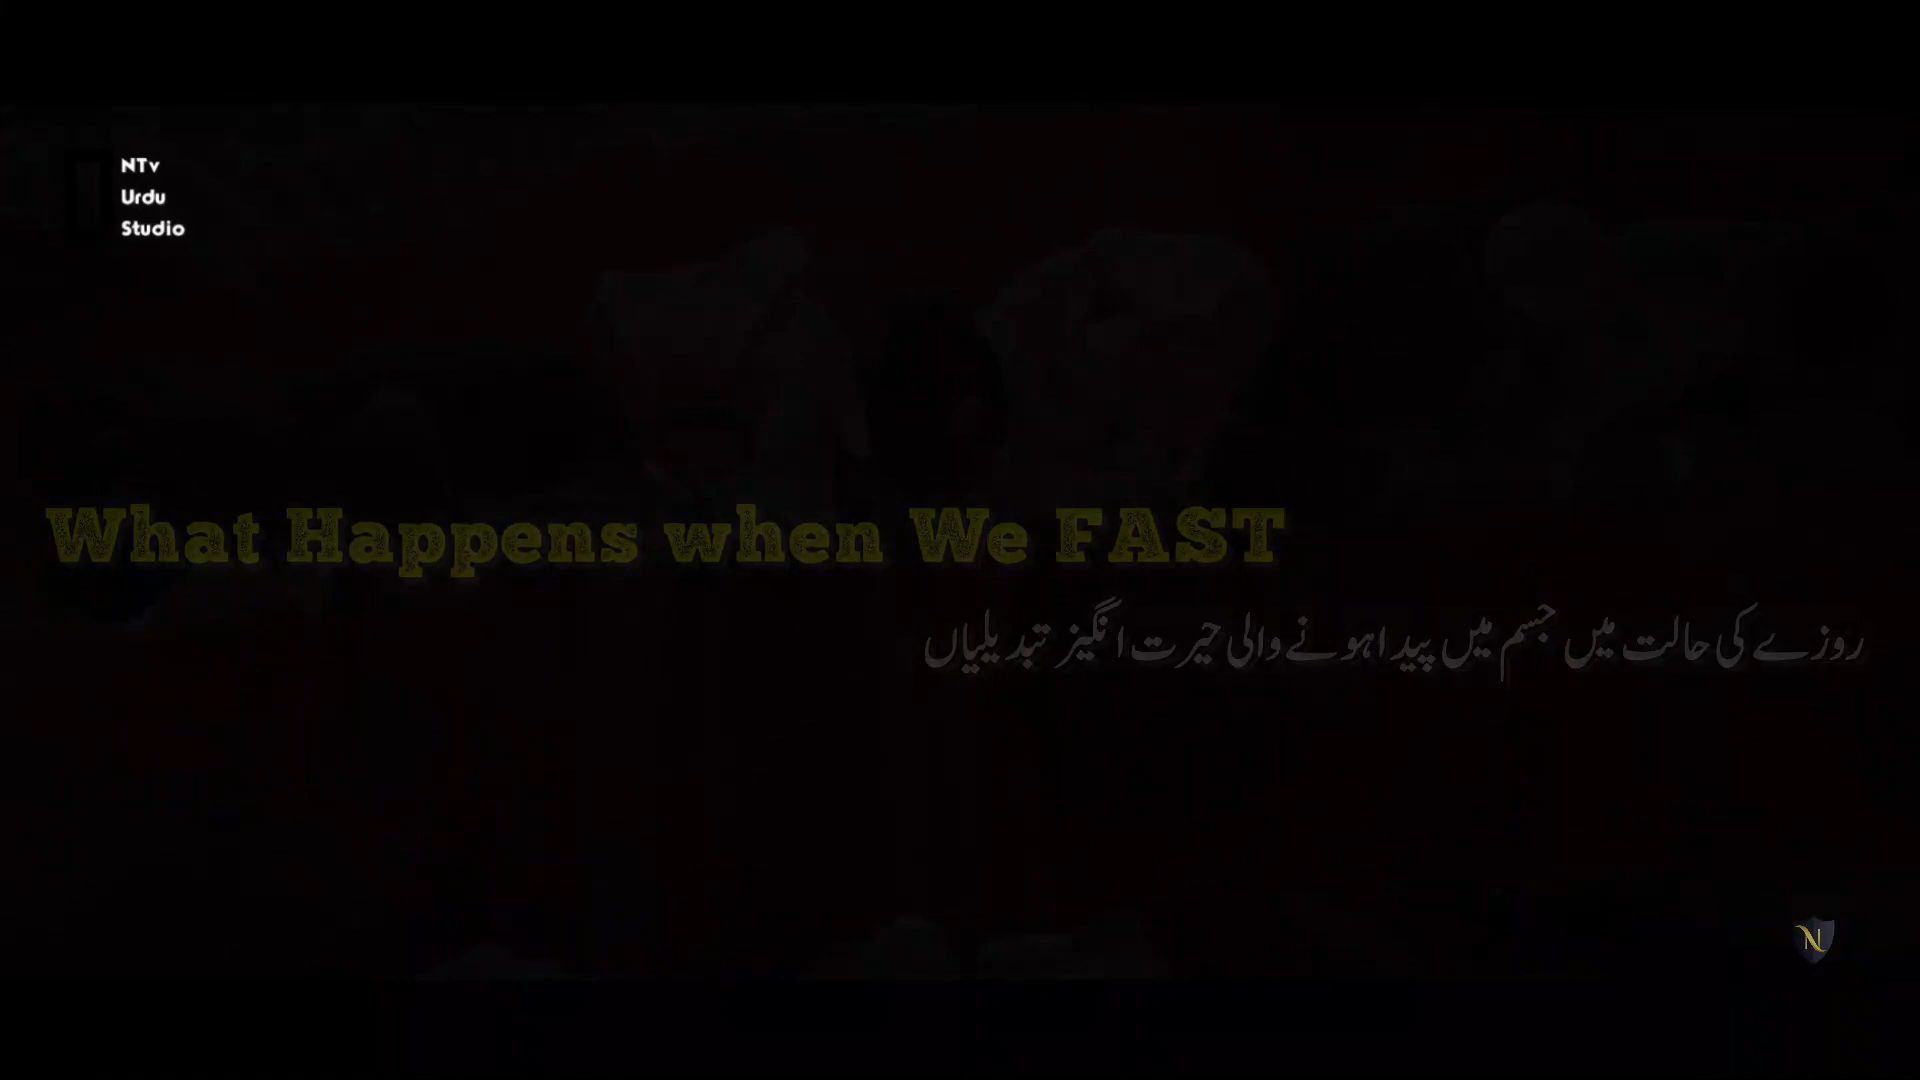 NTv
Urdu
Studio
What Happens when We FAST
روزے کی حالت میں جسم میں پیدا ہونے والی حیرت انگیز تبدیلیاں
N